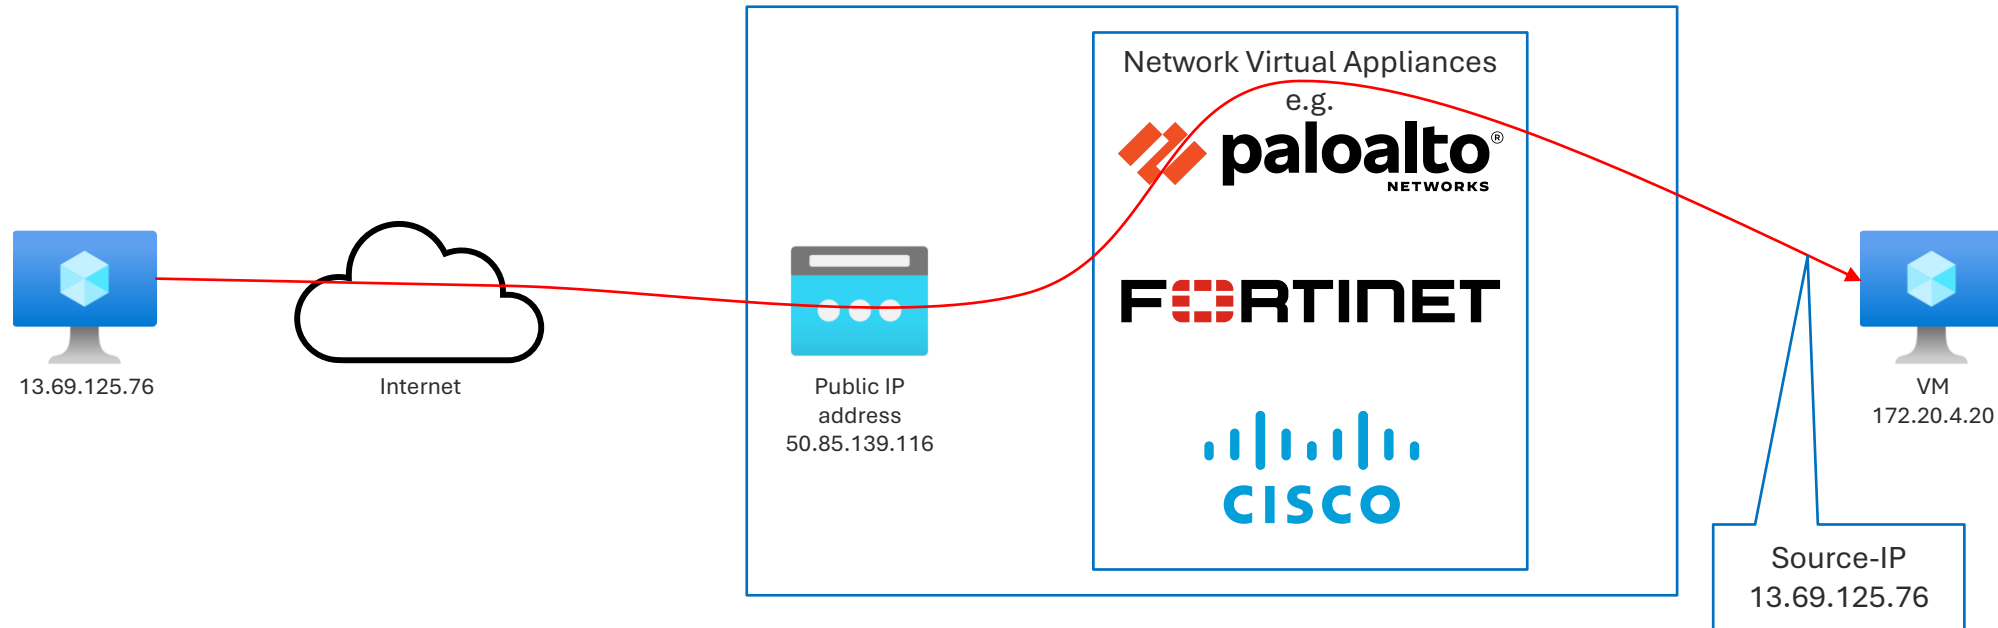 Network Virtual Appliances
e.g.
paloalto®
NETWORKS
FORTINET
CISCO
13.69.125.76
Internet
Public IP
address
50.85.139.116
VM
172.20.4.20
Source-IP
13.69.125.76